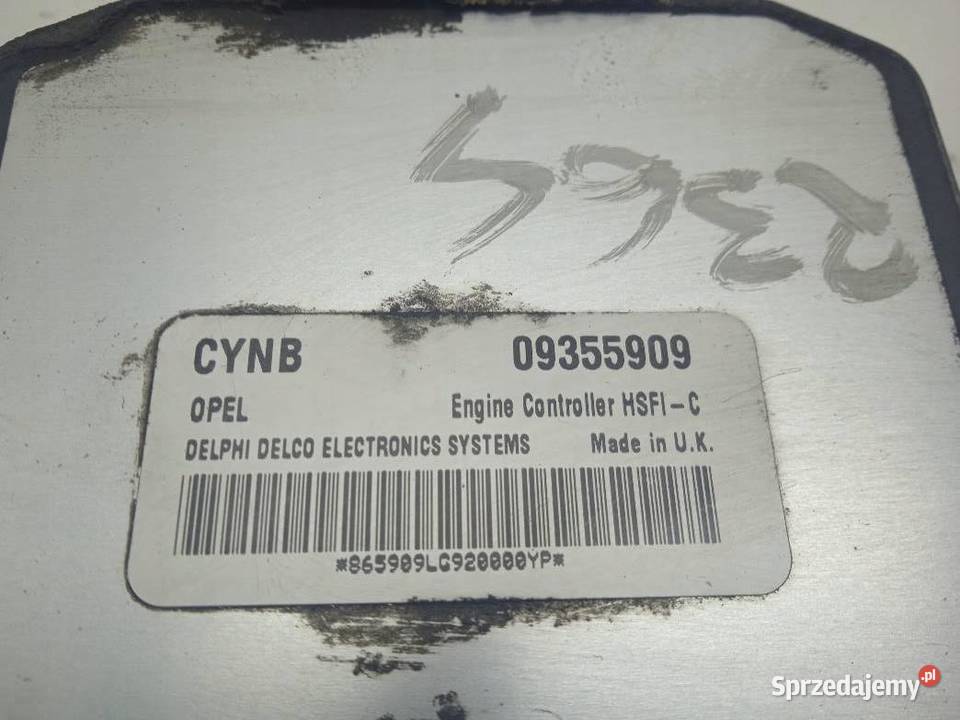 CYNB 09355909
OPEL Engine Controller HSFI-C
DELPHI DELCO ELECTRONICS SYSTEMS Made in U.K.
*865909LG920000YP*
Sprzedajemy.pl